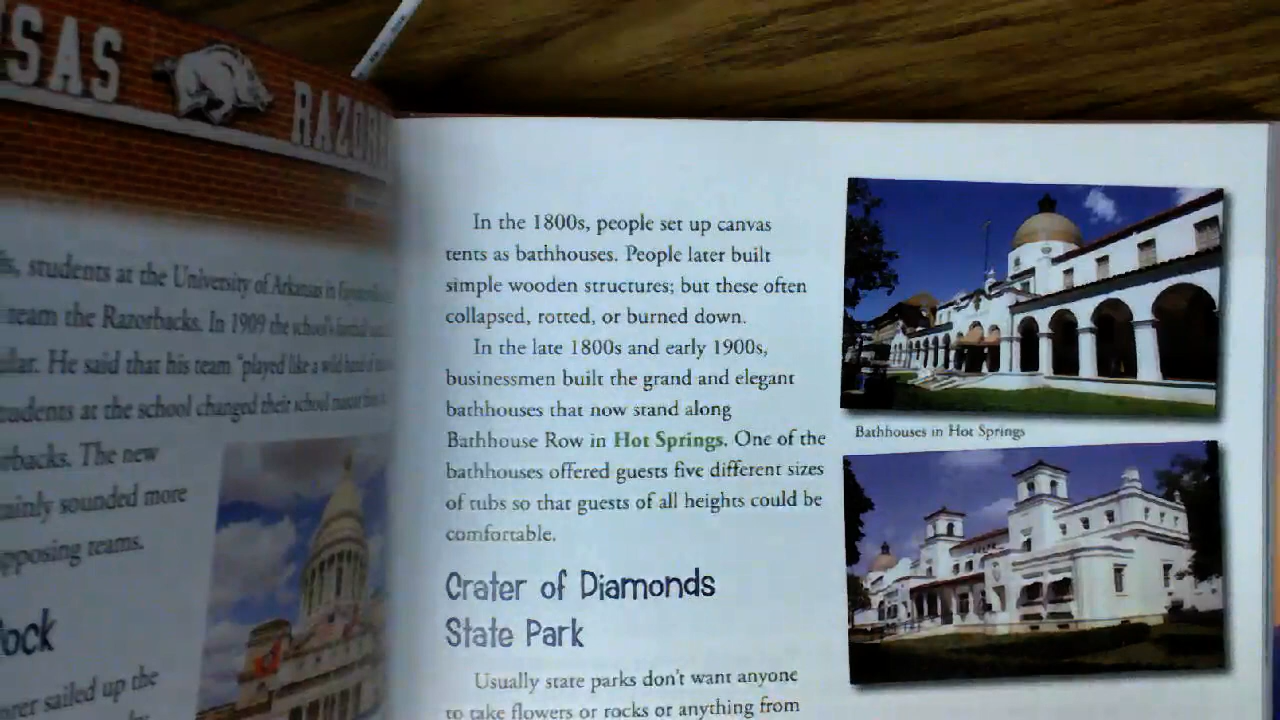 SAS RAZOR
students at the University of Arkansas in
team the Razorbacks. In 1909 the school's football
He said that his team "played like a wild band of
students at the school changed their school mascot
The new
sounded more
opposing teams.
sailed up the
In the 1800s, people set up canvas
tents as bathhouses. People later built
simple wooden structures; but these often
collapsed, rotted, or burned down.
In the late 1800s and early 1900s,
businessmen built the grand and elegant
bathhouses that now stand along
Bathhouse Row in Hot Springs. One of the
bathhouses offered guests five different sizes
of tubs so that guests of all heights could be
comfortable.
Crater of Diamonds
State Park
Usually state parks don't want anyone
to take flowers or rocks or anything from
Bathhouses in Hot Springs